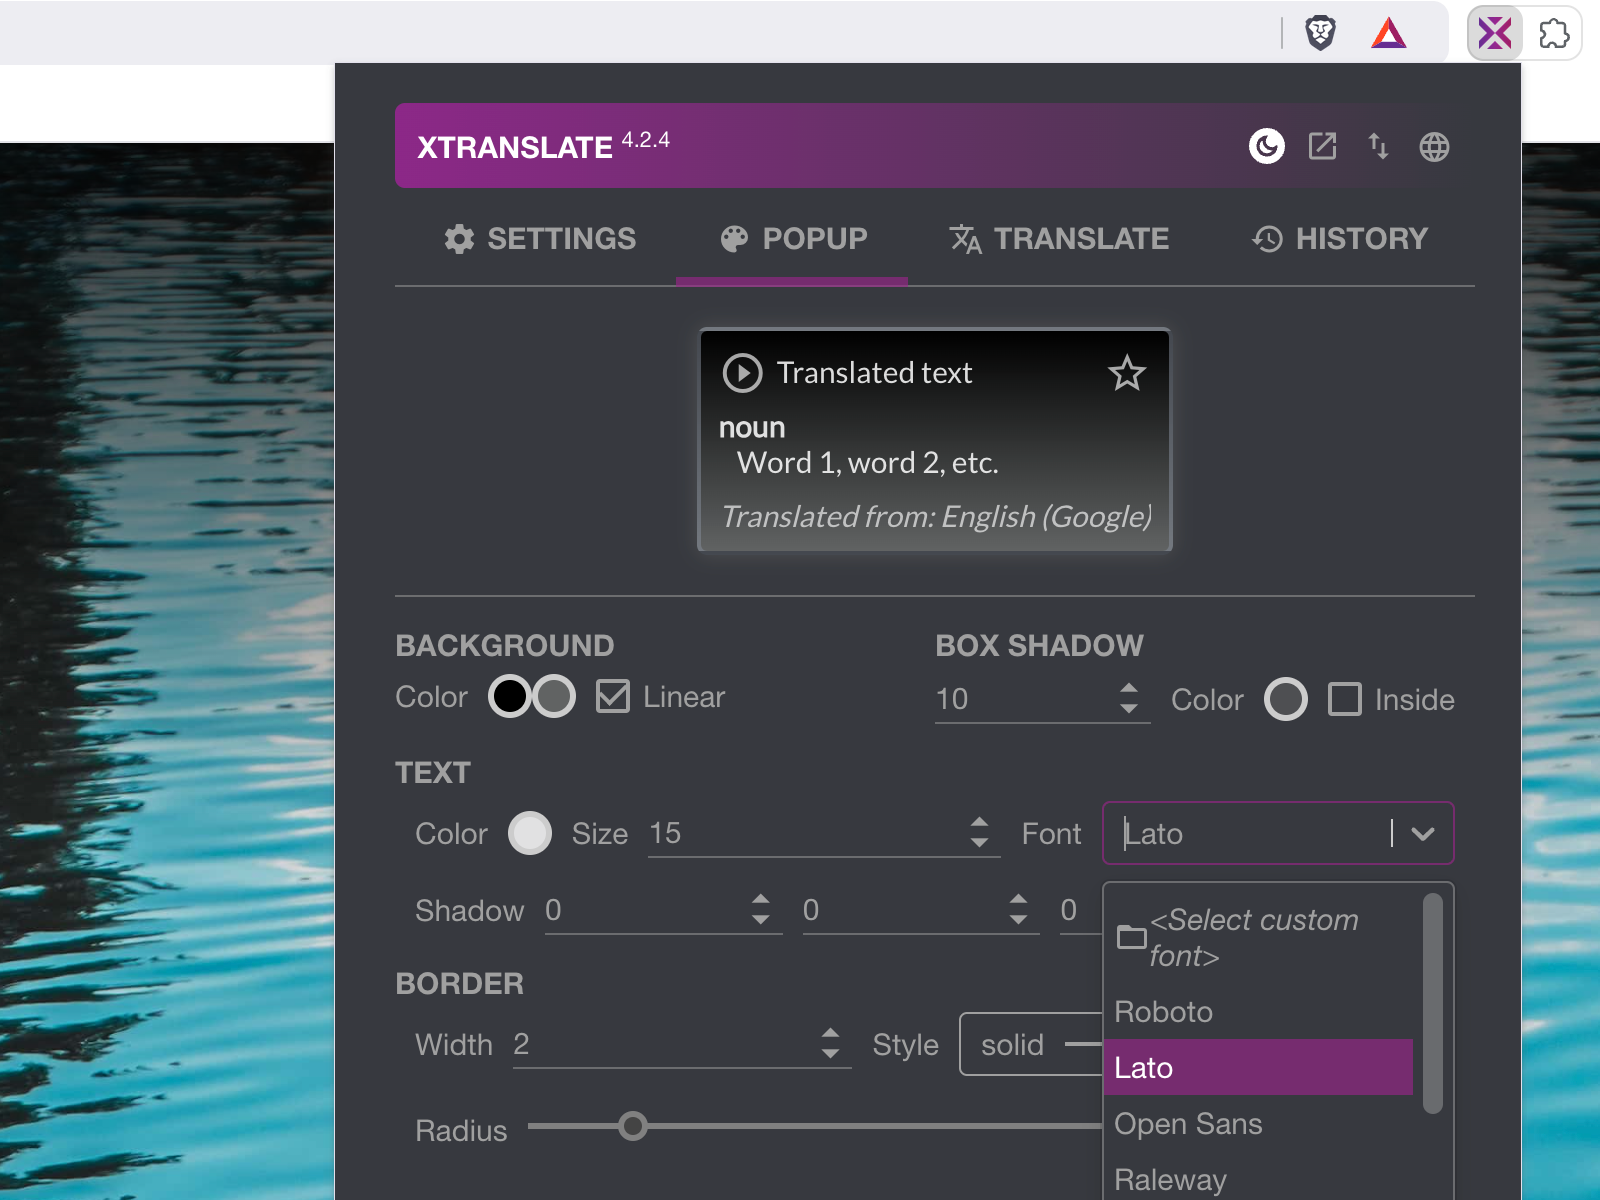 XTRANSLATE 4.2.4
SETTINGS POPUP TRANSLATE HISTORY
Translated text
noun
Word 1, word 2, etc.
Translated from: English (Google)
BACKGROUND
Color Linear
BOX SHADOW
10 Color Inside
TEXT
Color Size 15 Font Lato
Shadow 0 0 0
<Select custom
font>
Roboto
Lato
Open Sans
Raleway
BORDER
Width 2 Style solid
Radius